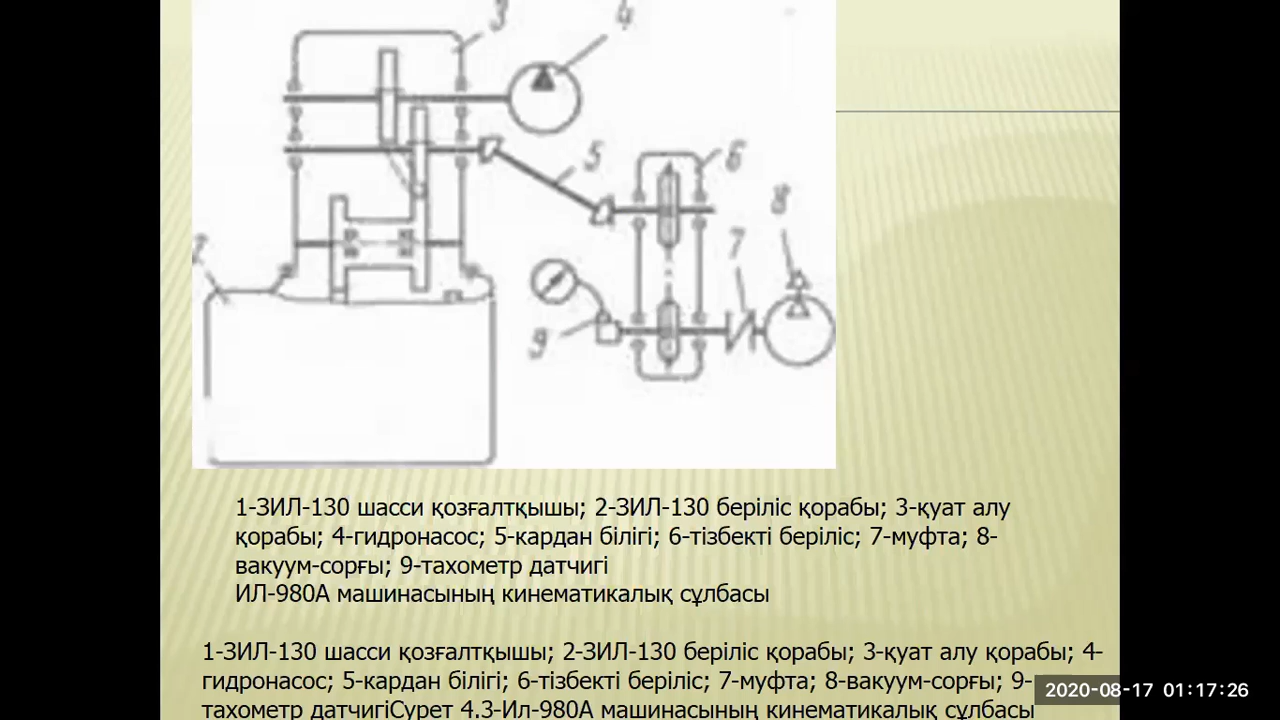 3
4
5
6
8
2
7
9
1-ЗИЛ-130 шасси қозғалтқышы; 2-ЗИЛ-130 беріліс қорабы; 3-қуат алу
қорабы; 4-гидронасос; 5-кардан білігі; 6-тізбекті беріліс; 7-муфта; 8-
вакуум-сорғы; 9-тахометр датчигі
ИЛ-980А машинасының кинематикалық сұлбасы
1-ЗИЛ-130 шасси қозғалтқышы; 2-ЗИЛ-130 беріліс қорабы; 3-қуат алу қорабы; 4-
гидронасос; 5-кардан білігі; 6-тізбекті беріліс; 7-муфта; 8-вакуум-сорғы; 9-
тахометр датчигіСурет 4.3-Ил-980А машинасының кинематикалық сұлбасы
2020-08-17 01:17:26